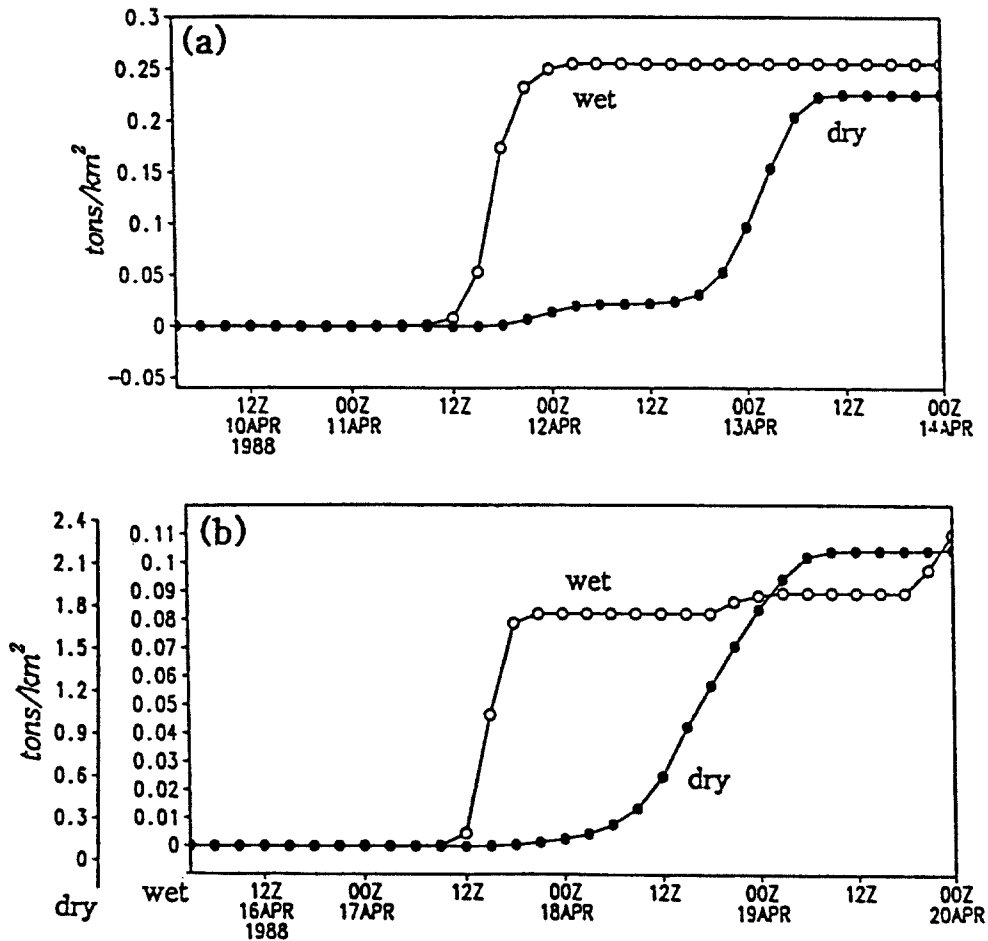 (a)
0.3
0.25
0.2
0.15
0.1
0.05
0
−0.05
tons/km²
wet
dry
12Z 00Z 12Z 00Z 12Z 00Z 12Z 00Z
10APR 11APR 12APR 13APR 14APR
1988
(b)
2.4
2.1
1.8
1.5
1.2
0.9
0.6
0.3
0
tons/km²
dry
0.11
0.1
0.09
0.08
0.07
0.06
0.05
0.04
0.03
0.02
0.01
0
wet
wet
dry
12Z 00Z 12Z 00Z 12Z 00Z 12Z 00Z
16APR 17APR 18APR 19APR 20APR
1988